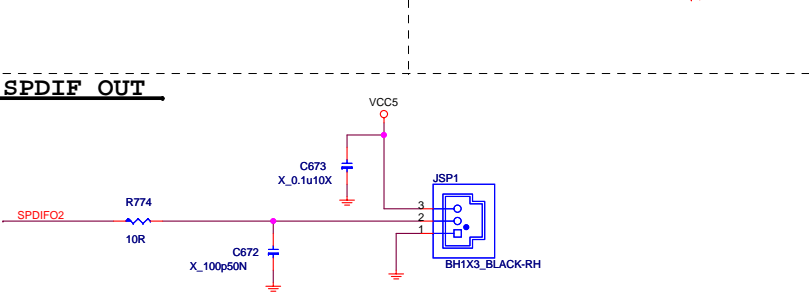 SPDIF OUT
VCC5
C673
X_0.1u10X
JSP1
R774
3
SPDIFO2
2
1
10R
C672
X_100p50N
BH1X3_BLACK-RH